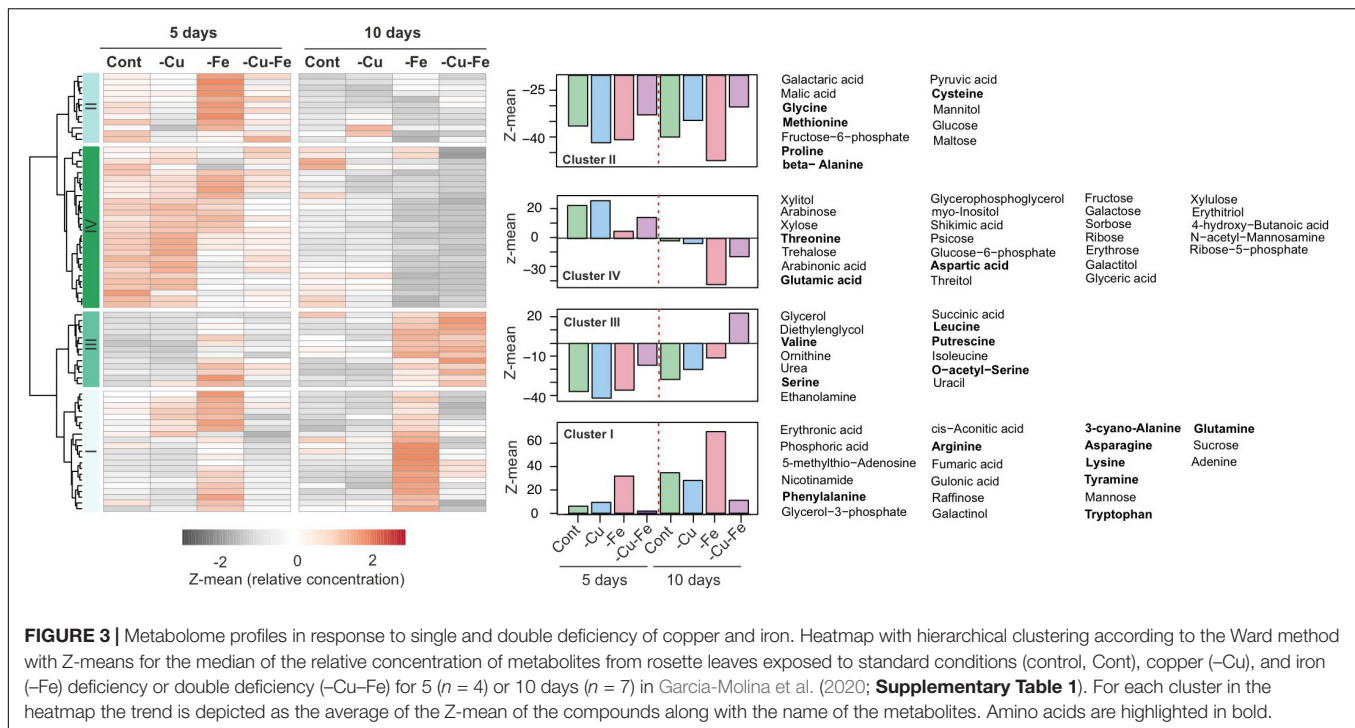 5 days 10 days
Cont -Cu -Fe -Cu-Fe Cont -Cu -Fe -Cu-Fe
II
IV
III
I
-2 0 2
Z-mean (relative concentration)
Z-mean
−25
−40
Cluster II
Galactaric acid
Malic acid
Glycine
Methionine
Fructose−6−phosphate
Proline
beta− Alanine
Pyruvic acid
Cysteine
Mannitol
Glucose
Maltose
z-mean
20
0
−30
Cluster IV
Xylitol
Arabinose
Xylose
Threonine
Trehalose
Arabinonic acid
Glutamic acid
Glycerophosphoglycerol
myo-Inositol
Shikimic acid
Psicose
Glucose−6−phosphate
Aspartic acid
Threitol
Fructose
Galactose
Sorbose
Ribose
Erythrose
Galactitol
Glyceric acid
Xylulose
Erythitriol
4-hydroxy−Butanoic acid
N−acetyl−Mannosamine
Ribose−5−phosphate
Z-mean
20
−10
−40
Cluster III
Glycerol
Diethylenglycol
Valine
Ornithine
Urea
Serine
Ethanolamine
Succinic acid
Leucine
Putrescine
Isoleucine
O−acetyl−Serine
Uracil
Z-mean
60
40
20
0
Cluster I
Cont -Cu -Fe -Cu-Fe Cont -Cu -Fe -Cu-Fe
5 days 10 days
Erythronic acid
Phosphoric acid
5-methylthio−Adenosine
Nicotinamide
Phenylalanine
Glycerol−3−phosphate
cis−Aconitic acid
Arginine
Fumaric acid
Gulonic acid
Raffinose
Galactinol
3-cyano-Alanine
Asparagine
Lysine
Tyramine
Mannose
Tryptophan
Glutamine
Sucrose
Adenine
FIGURE 3 | Metabolome profiles in response to single and double deficiency of copper and iron. Heatmap with hierarchical clustering according to the Ward method
with Z-means for the median of the relative concentration of metabolites from rosette leaves exposed to standard conditions (control, Cont), copper (–Cu), and iron
(–Fe) deficiency or double deficiency (–Cu–Fe) for 5 (n = 4) or 10 days (n = 7) in Garcia-Molina et al. (2020; Supplementary Table 1). For each cluster in the
heatmap the trend is depicted as the average of the Z-mean of the compounds along with the name of the metabolites. Amino acids are highlighted in bold.